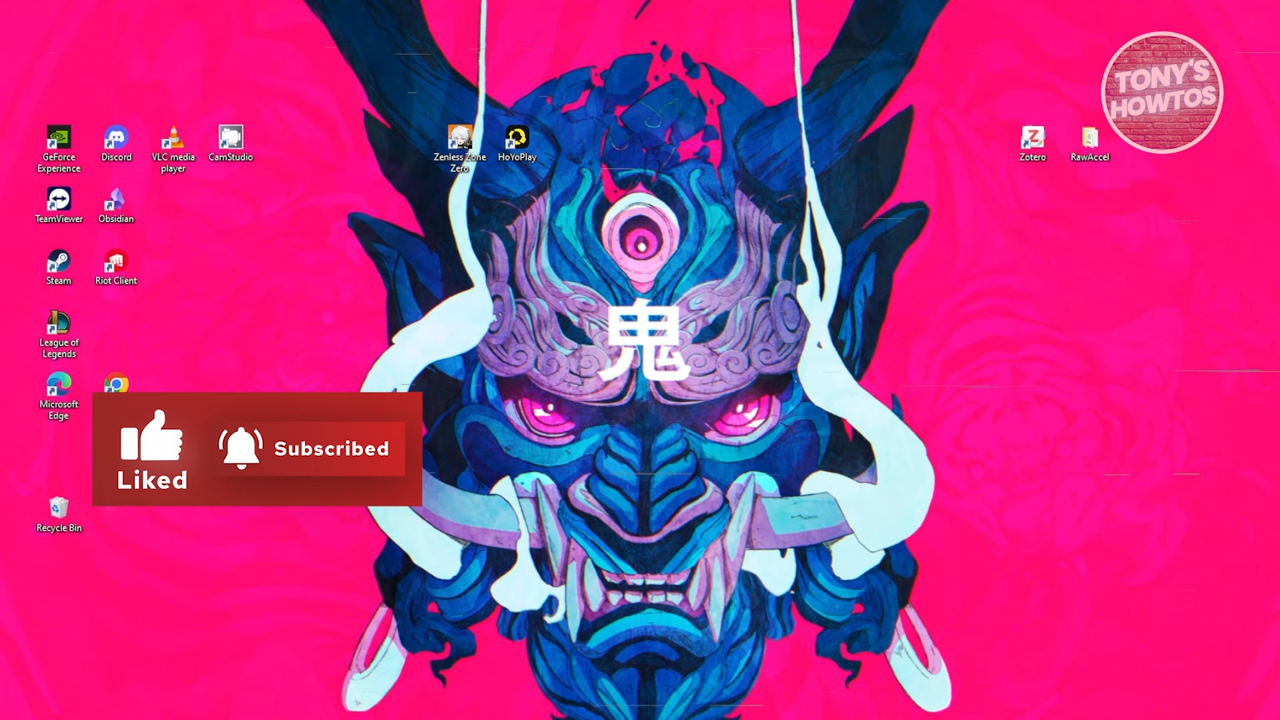 TONY'S
HOWTOS
GeForce
Experience
Discord
VLC media
player
CamStudio
Zenless Zone
Zero
HoYoPlay
Zotero
RawAccel
TeamViewer
Obsidian
Steam
Riot Client
League of
Legends
鬼
Microsoft
Edge
Liked
Subscribed
Recycle Bin